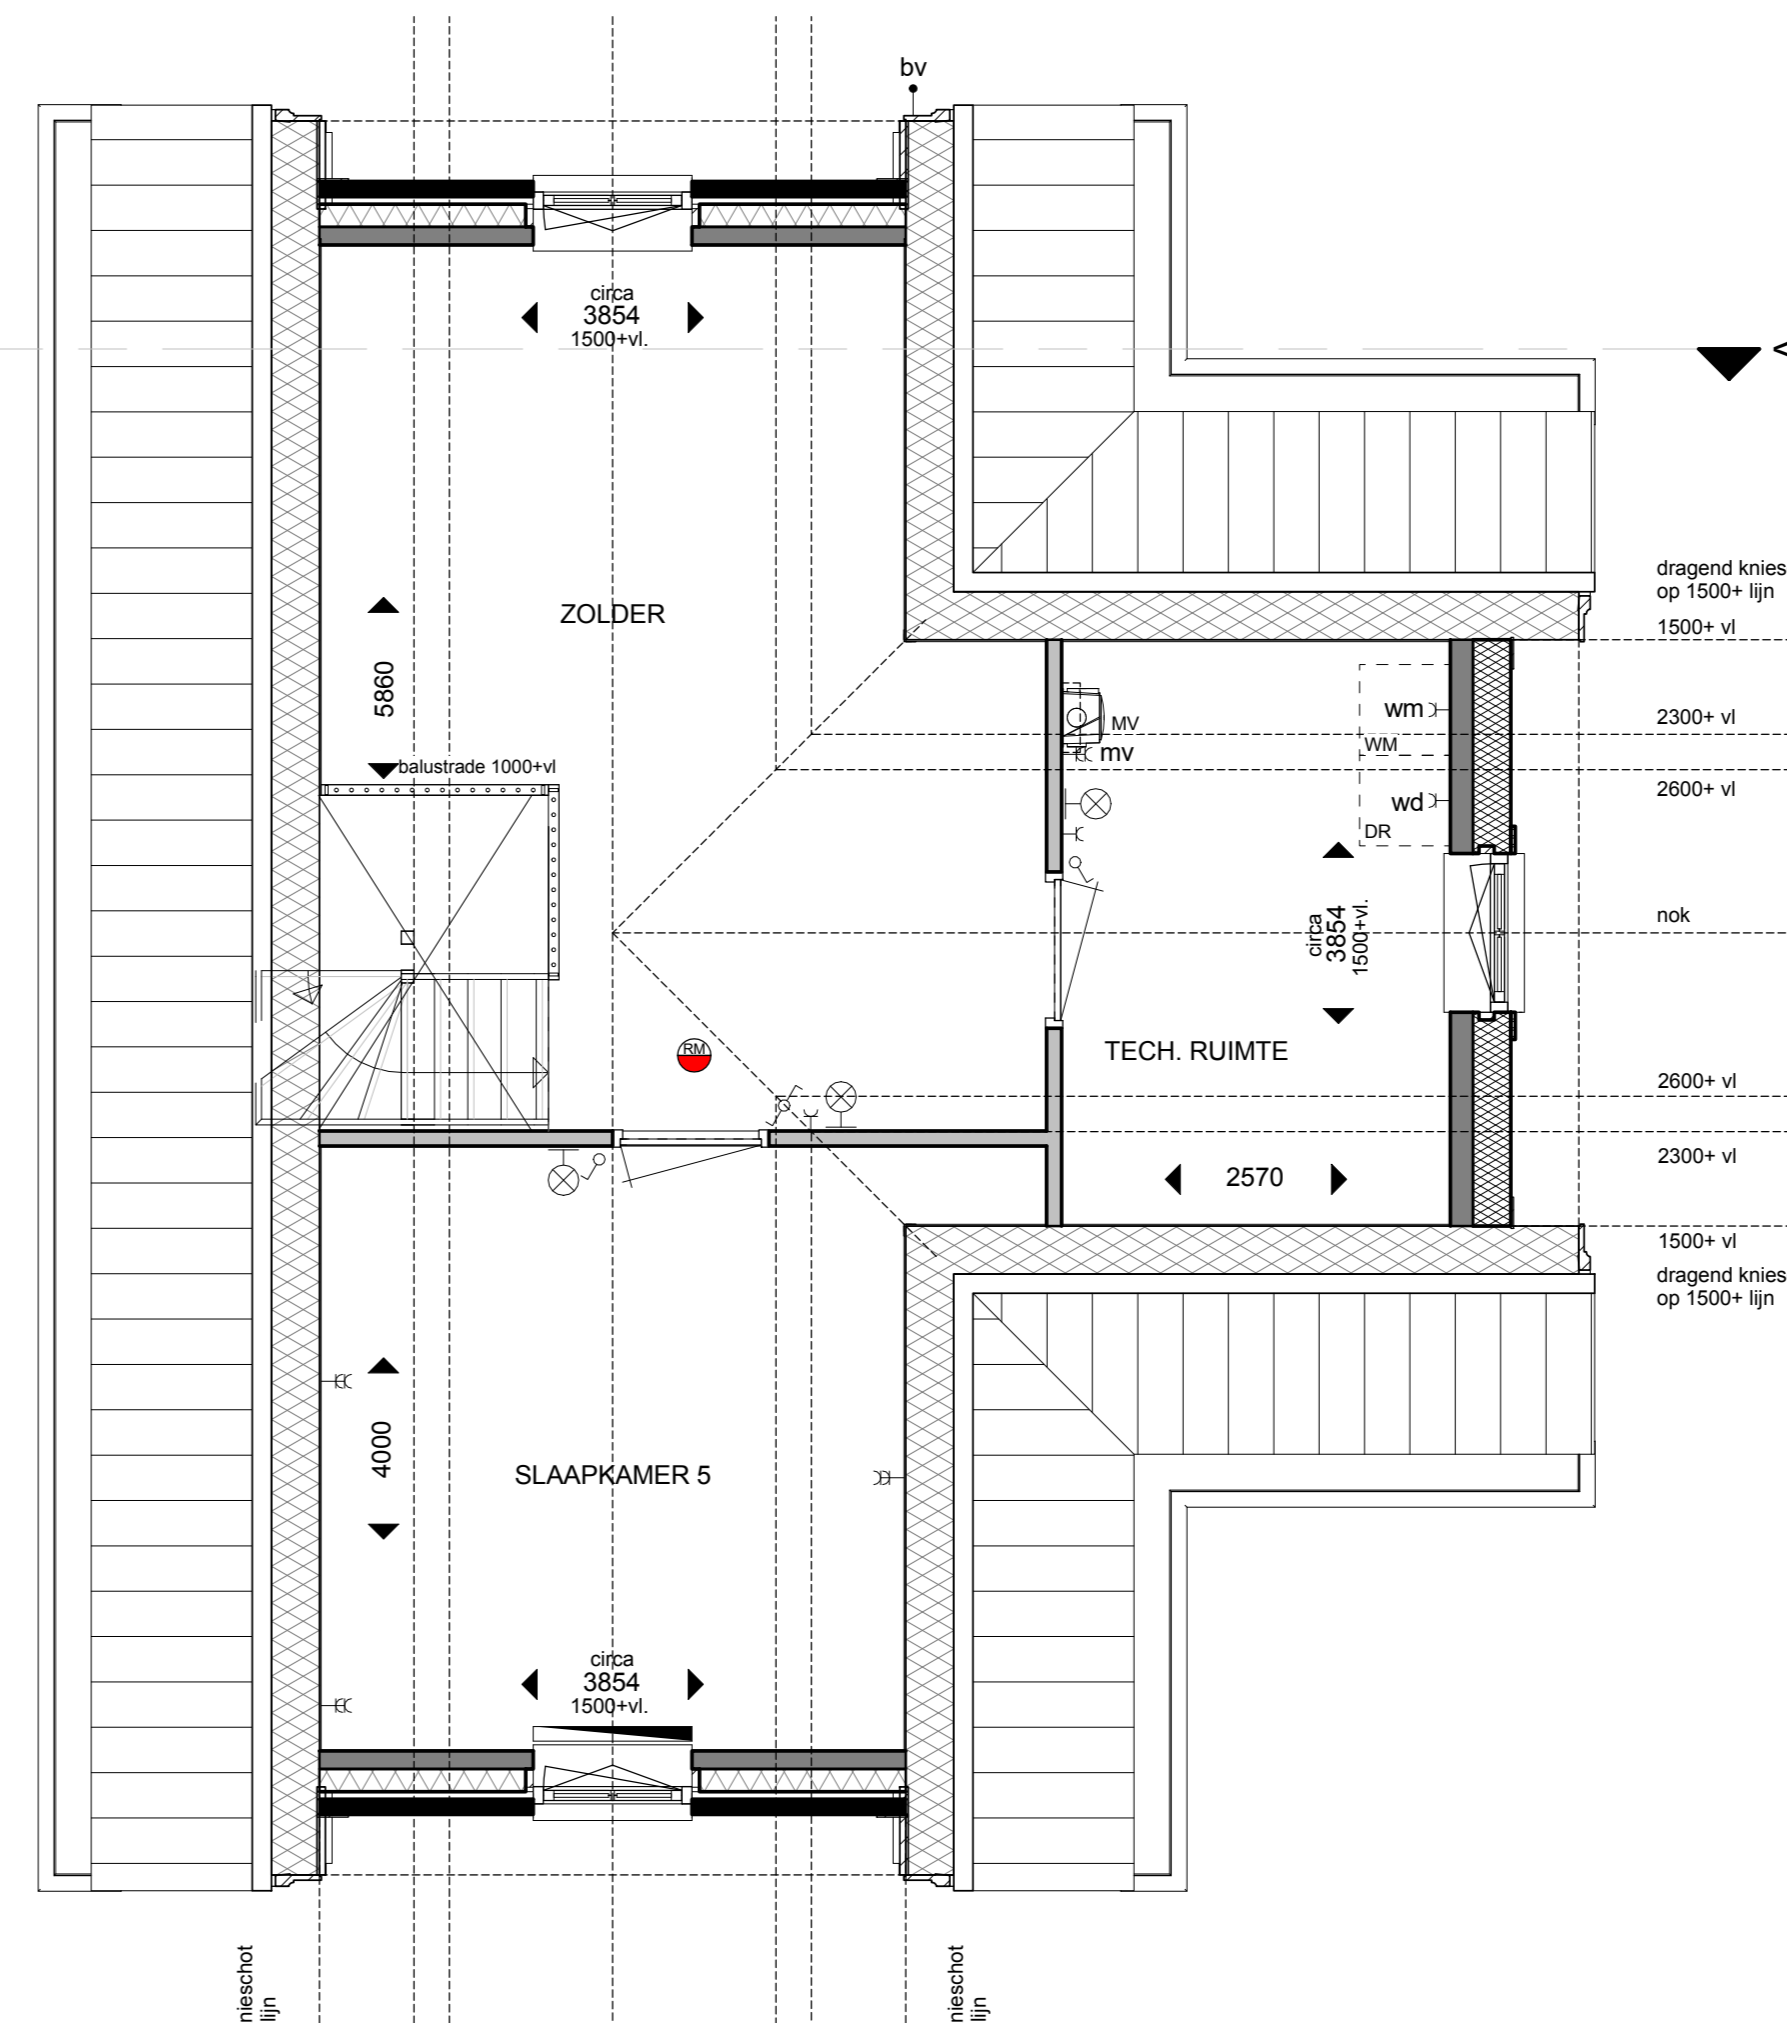 bv
circa
3854
1500+vl.
<
dragend knies
op 1500+ lijn
1500+ vl
ZOLDER
5860
2300+ vl
MV
mv
wm
WM
balustrade 1000+vl
2600+ vl
wd
DR
circa
3854
1500+vl.
nok
RM
TECH. RUIMTE
2600+ vl
2300+ vl
2570
1500+ vl
dragend knies
op 1500+ lijn
4000
SLAAPKAMER 5
circa
3854
1500+vl.
nieschot
lijn
nieschot
lijn